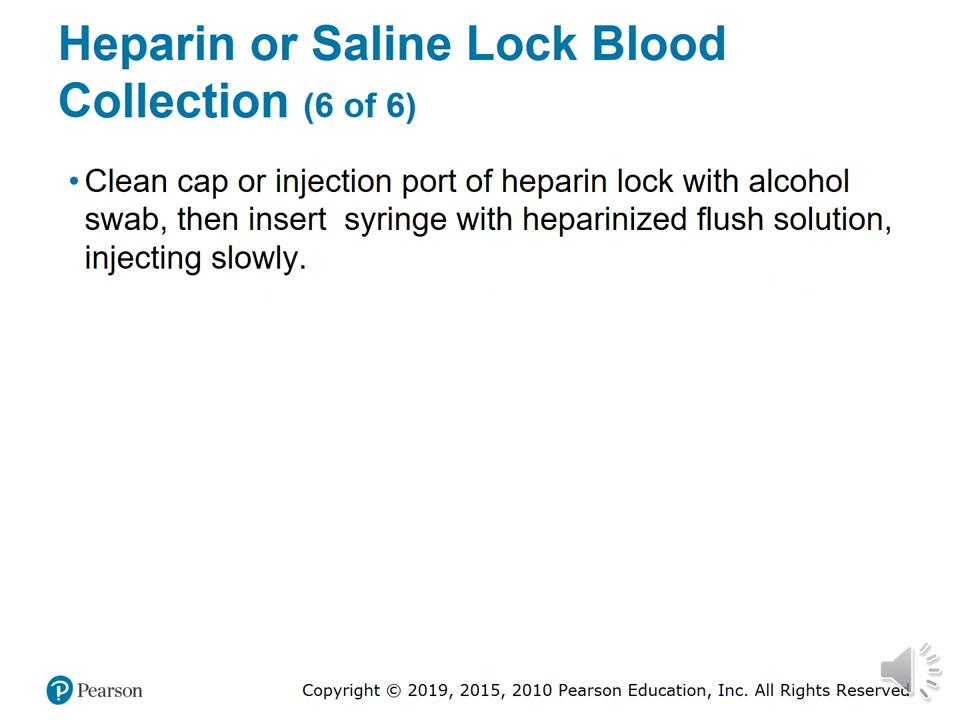 Heparin or Saline Lock Blood
Collection (6 of 6)
• Clean cap or injection port of heparin lock with alcohol
swab, then insert  syringe with heparinized flush solution,
injecting slowly.
Pearson
Copyright © 2019, 2015, 2010 Pearson Education, Inc. All Rights Reserved